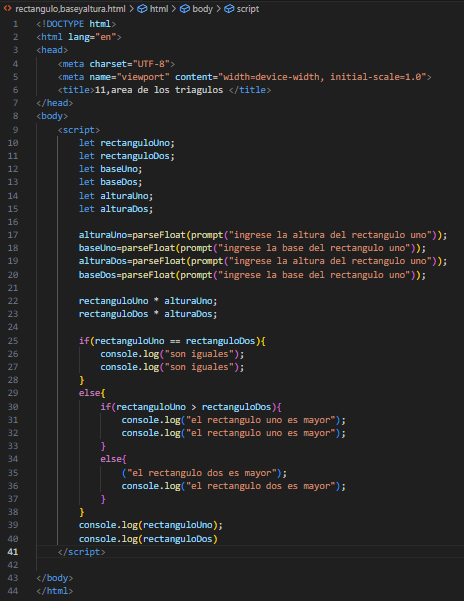 rectangulo,baseyaltura.html > html > body > script
1 <!DOCTYPE html>
2 <html lang="en">
3 <head>
4 <meta charset="UTF-8">
5 <meta name="viewport" content="width=device-width, initial-scale=1.0">
6 <title>11,area de los triagulos </title>
7 </head>
8 <body>
9 <script>
10 let rectanguloUno;
11 let rectanguloDos;
12 let baseUno;
13 let baseDos;
14 let alturaUno;
15 let alturaDos;
16
17 alturaUno=parseFloat(prompt("ingrese la altura del rectangulo uno"));
18 baseUno=parseFloat(prompt("ingrese la base del rectangulo uno"));
19 alturaDos=parseFloat(prompt("ingrese la altura del rectangulo uno"));
20 baseDos=parseFloat(prompt("ingrese la base del rectangulo uno"));
21
22 rectanguloUno * alturaUno;
23 rectanguloDos * alturaDos;
24
25 if(rectanguloUno == rectanguloDos){
26 console.log("son iguales");
27 console.log("son iguales");
28 }
29 else{
30 if(rectanguloUno > rectanguloDos){
31 console.log("el rectangulo uno es mayor");
32 console.log("el rectangulo uno es mayor");
33 }
34 else{
35 ("el rectangulo dos es mayor");
36 console.log("el rectangulo dos es mayor");
37 }
38 }
39 console.log(rectanguloUno);
40 console.log(rectanguloDos)
41 </script>
42
43 </body>
44 </html>